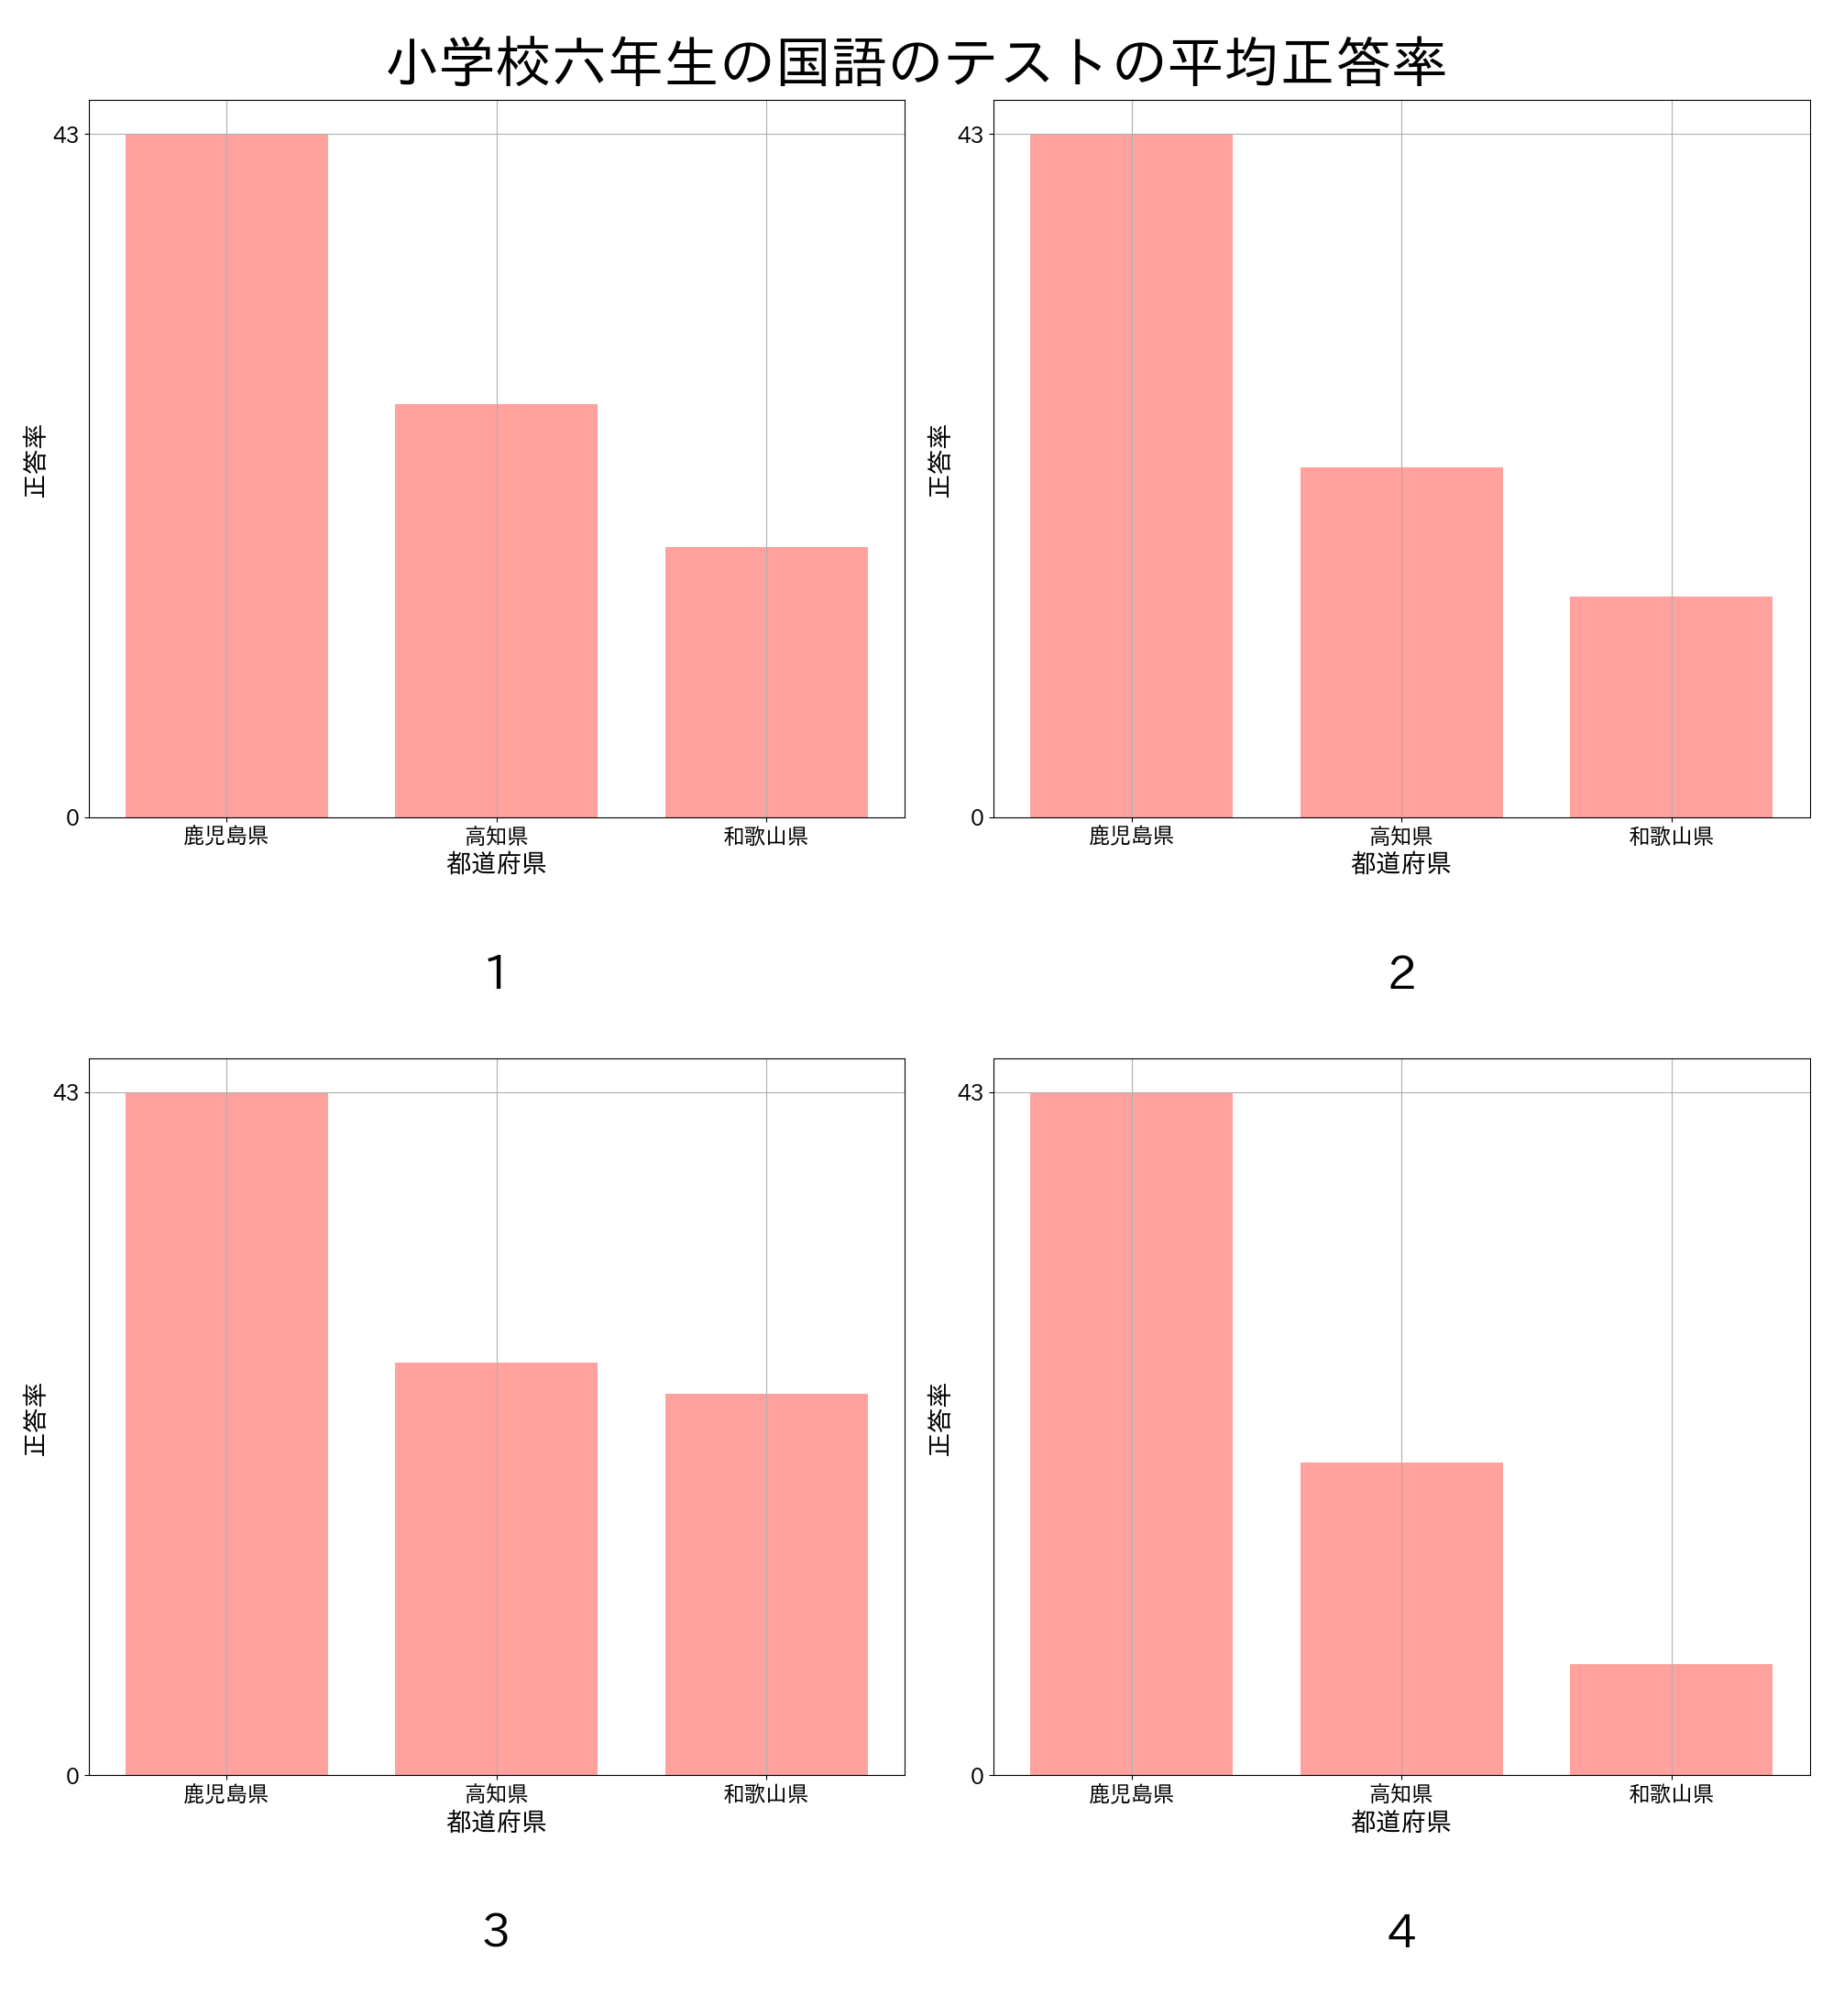 小学校六年生の国語のテストの平均正答率
43
正答率
0
鹿児島県 高知県 和歌山県
都道府県
1
43
正答率
0
鹿児島県 高知県 和歌山県
都道府県
2
43
正答率
0
鹿児島県 高知県 和歌山県
都道府県
3
43
正答率
0
鹿児島県 高知県 和歌山県
都道府県
4